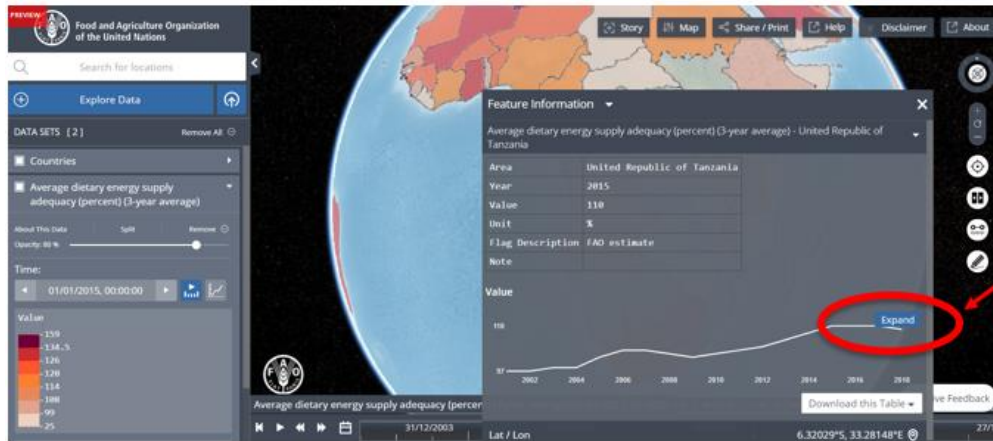 PREVIEW
FAO
Food and Agriculture Organization
of the United Nations
Story
Map
Share / Print
Help
Disclaimer
About
Search for locations
Explore Data
DATA SETS [ 2 ]
Remove All
Countries
Average dietary energy supply
adequacy (percent) (3-year average)
About This Data
Split
Remove
Opacity: 80 %
Time:
01/01/2015, 00:00:00
Value
159
134.5
126
120
114
108
99
25
Feature Information
Average dietary energy supply adequacy (percent) (3-year average) - United Republic of
Tanzania
Area United Republic of Tanzania
Year 2015
Value 110
Unit %
Flag Description FAO estimate
Note
Value
110
Expand
97
2002 2004 2006 2008 2010 2012 2014 2016 2018
Download this Table
ve Feedback
Lat / Lon
6.32029°S, 33.28148°E
FAO
Average dietary energy supply adequacy (percen
31/12/2003
27/1